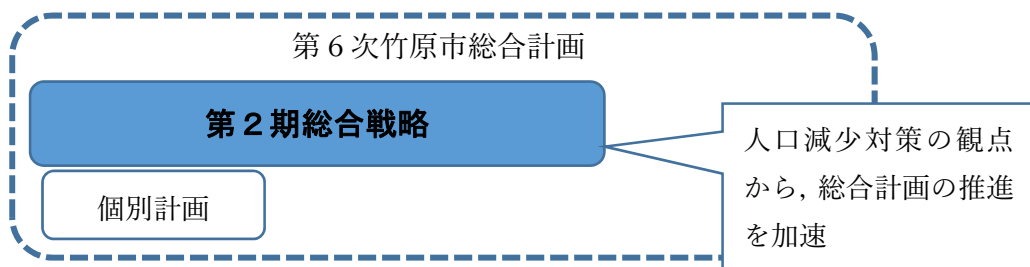 第６次竹原市総合計画
第２期総合戦略
個別計画
人口減少対策の観点
から, 総合計画の推進
を加速